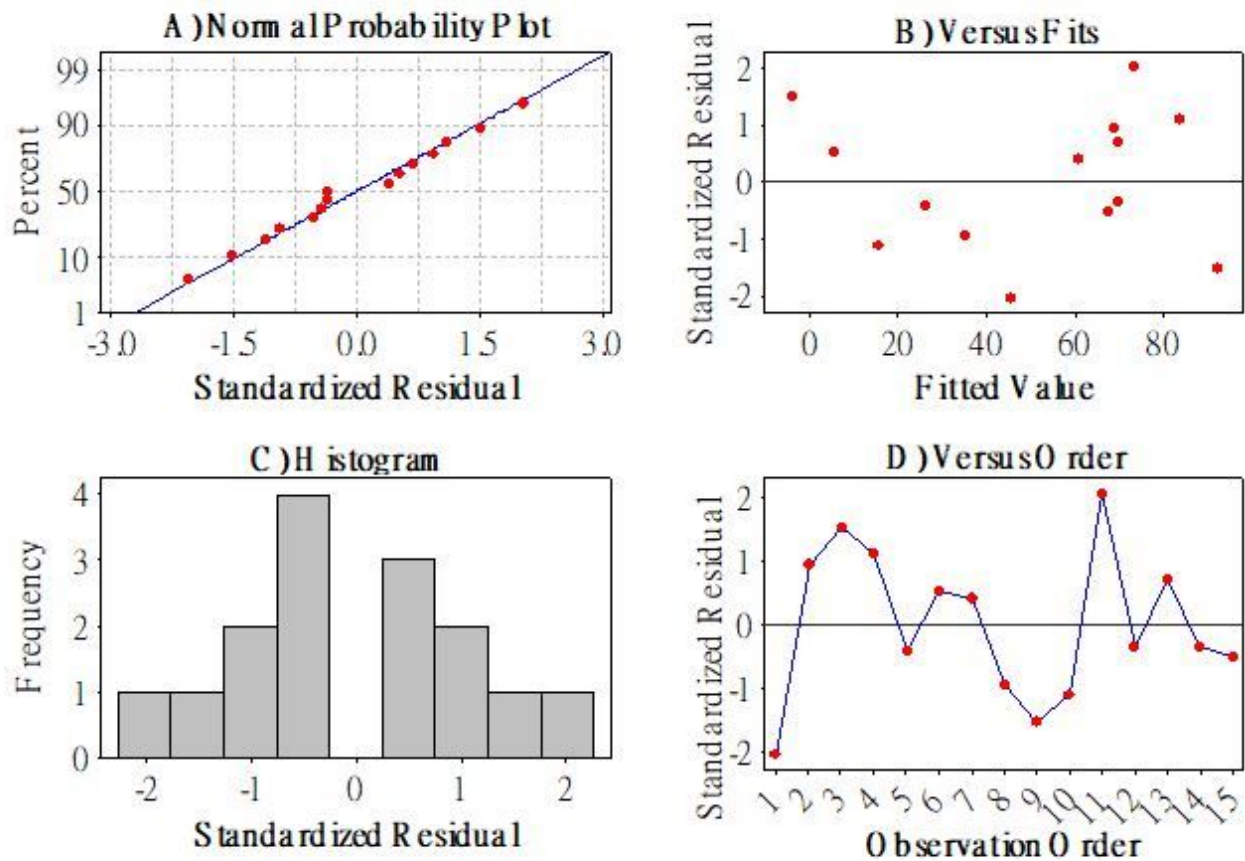 A) Normal Probability Plot
Percent
99
90
50
10
1
-3.0 -1.5 0.0 1.5 3.0
Standardized Residual
B) Versus Fits
Standardized Residual
2
1
0
-1
-2
0 20 40 60 80
Fitted Value
C) Histogram
Frequency
4
3
2
1
0
-2 -1 0 1 2
Standardized Residual
D) Versus Order
Standardized Residual
2
1
0
-1
-2
1 2 3 4 5 6 7 8 9 10 11 12 13 14 15
Observation Order